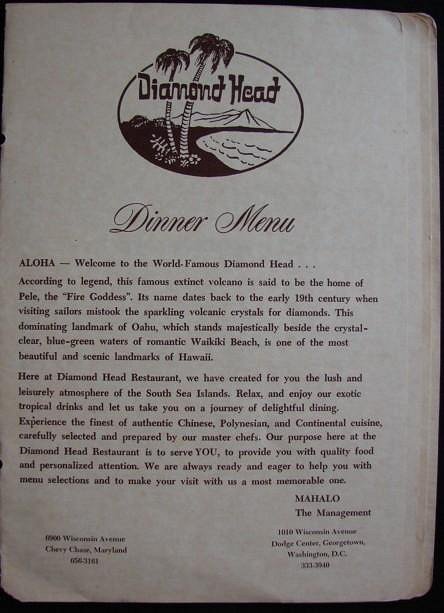 Diamond Head
Dinner Menu
ALOHA — Welcome to the World-Famous Diamond Head . . .
According to legend, this famous extinct volcano is said to be the home of
Pele, the "Fire Goddess". Its name dates back to the early 19th century when
visiting sailors mistook the sparkling volcanic crystals for diamonds. This
dominating landmark of Oahu, which stands majestically beside the crystal-
clear, blue-green waters of romantic Waikiki Beach, is one of the most
beautiful and scenic landmarks of Hawaii.
Here at Diamond Head Restaurant, we have created for you the lush and
leisurely atmosphere of the South Sea Islands. Relax, and enjoy our exotic
tropical drinks and let us take you on a journey of delightful dining.
Experience the finest of authentic Chinese, Polynesian, and Continental cuisine,
carefully selected and prepared by our master chefs. Our purpose here at the
Diamond Head Restaurant is to serve YOU, to provide you with quality food
and personalized attention. We are always ready and eager to help you with
menu selections and to make your visit with us a most memorable one.
MAHALO
The Management
6900 Wisconsin Avenue
Chevy Chase, Maryland
656-3161
1010 Wisconsin Avenue
Dodge Center, Georgetown,
Washington, D.C.
333-3940